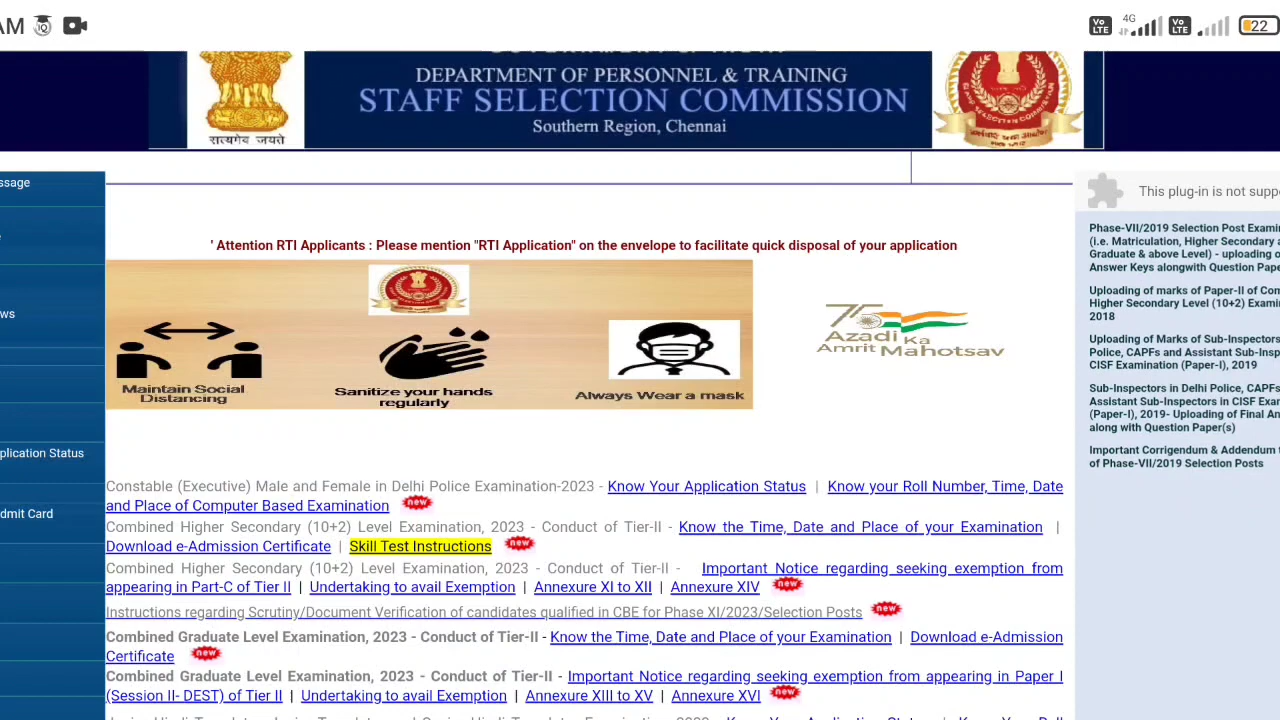 AM
4G
Vo LTE
Vo LTE
22
DEPARTMENT OF PERSONNEL & TRAINING
STAFF SELECTION COMMISSION
Southern Region, Chennai
सत्यमेव जयते
ssage
ws
plication Status
dmit Card
' Attention RTI Applicants : Please mention "RTI Application" on the envelope to facilitate quick disposal of your application
Maintain Social
Distancing
Sanitize your hands
regularly
Always Wear a mask
Azadi Ka
Amrit Mahotsav
Constable (Executive) Male and Female in Delhi Police Examination-2023 - Know Your Application Status | Know your Roll Number, Time, Date
and Place of Computer Based Examination new
Combined Higher Secondary (10+2) Level Examination, 2023 - Conduct of Tier-II - Know the Time, Date and Place of your Examination |
Download e-Admission Certificate | Skill Test Instructions new
Combined Higher Secondary (10+2) Level Examination, 2023 - Conduct of Tier-II - Important Notice regarding seeking exemption from
appearing in Part-C of Tier II | Undertaking to avail Exemption | Annexure XI to XII | Annexure XIV new
Instructions regarding Scrutiny/Document Verification of candidates qualified in CBE for Phase XI/2023/Selection Posts new
Combined Graduate Level Examination, 2023 - Conduct of Tier-II - Know the Time, Date and Place of your Examination | Download e-Admission
Certificate new
Combined Graduate Level Examination, 2023 - Conduct of Tier-II - Important Notice regarding seeking exemption from appearing in Paper I
(Session II- DEST) of Tier II | Undertaking to avail Exemption | Annexure XIII to XV | Annexure XVI new
This plug-in is not supp
Phase-VII/2019 Selection Post Examin
(i.e. Matriculation, Higher Secondary a
Graduate & above Level) - uploading o
Answer Keys alongwith Question Pape
Uploading of marks of Paper-II of Com
Higher Secondary Level (10+2) Exami
2018
Uploading of Marks of Sub-Inspectors
Police, CAPFs and Assistant Sub-Insp
CISF Examination (Paper-I), 2019
Sub-Inspectors in Delhi Police, CAPFs
Assistant Sub-Inspectors in CISF Exar
(Paper-I), 2019- Uploading of Final An
along with Question Paper(s)
Important Corrigendum & Addendum t
of Phase-VII/2019 Selection Posts